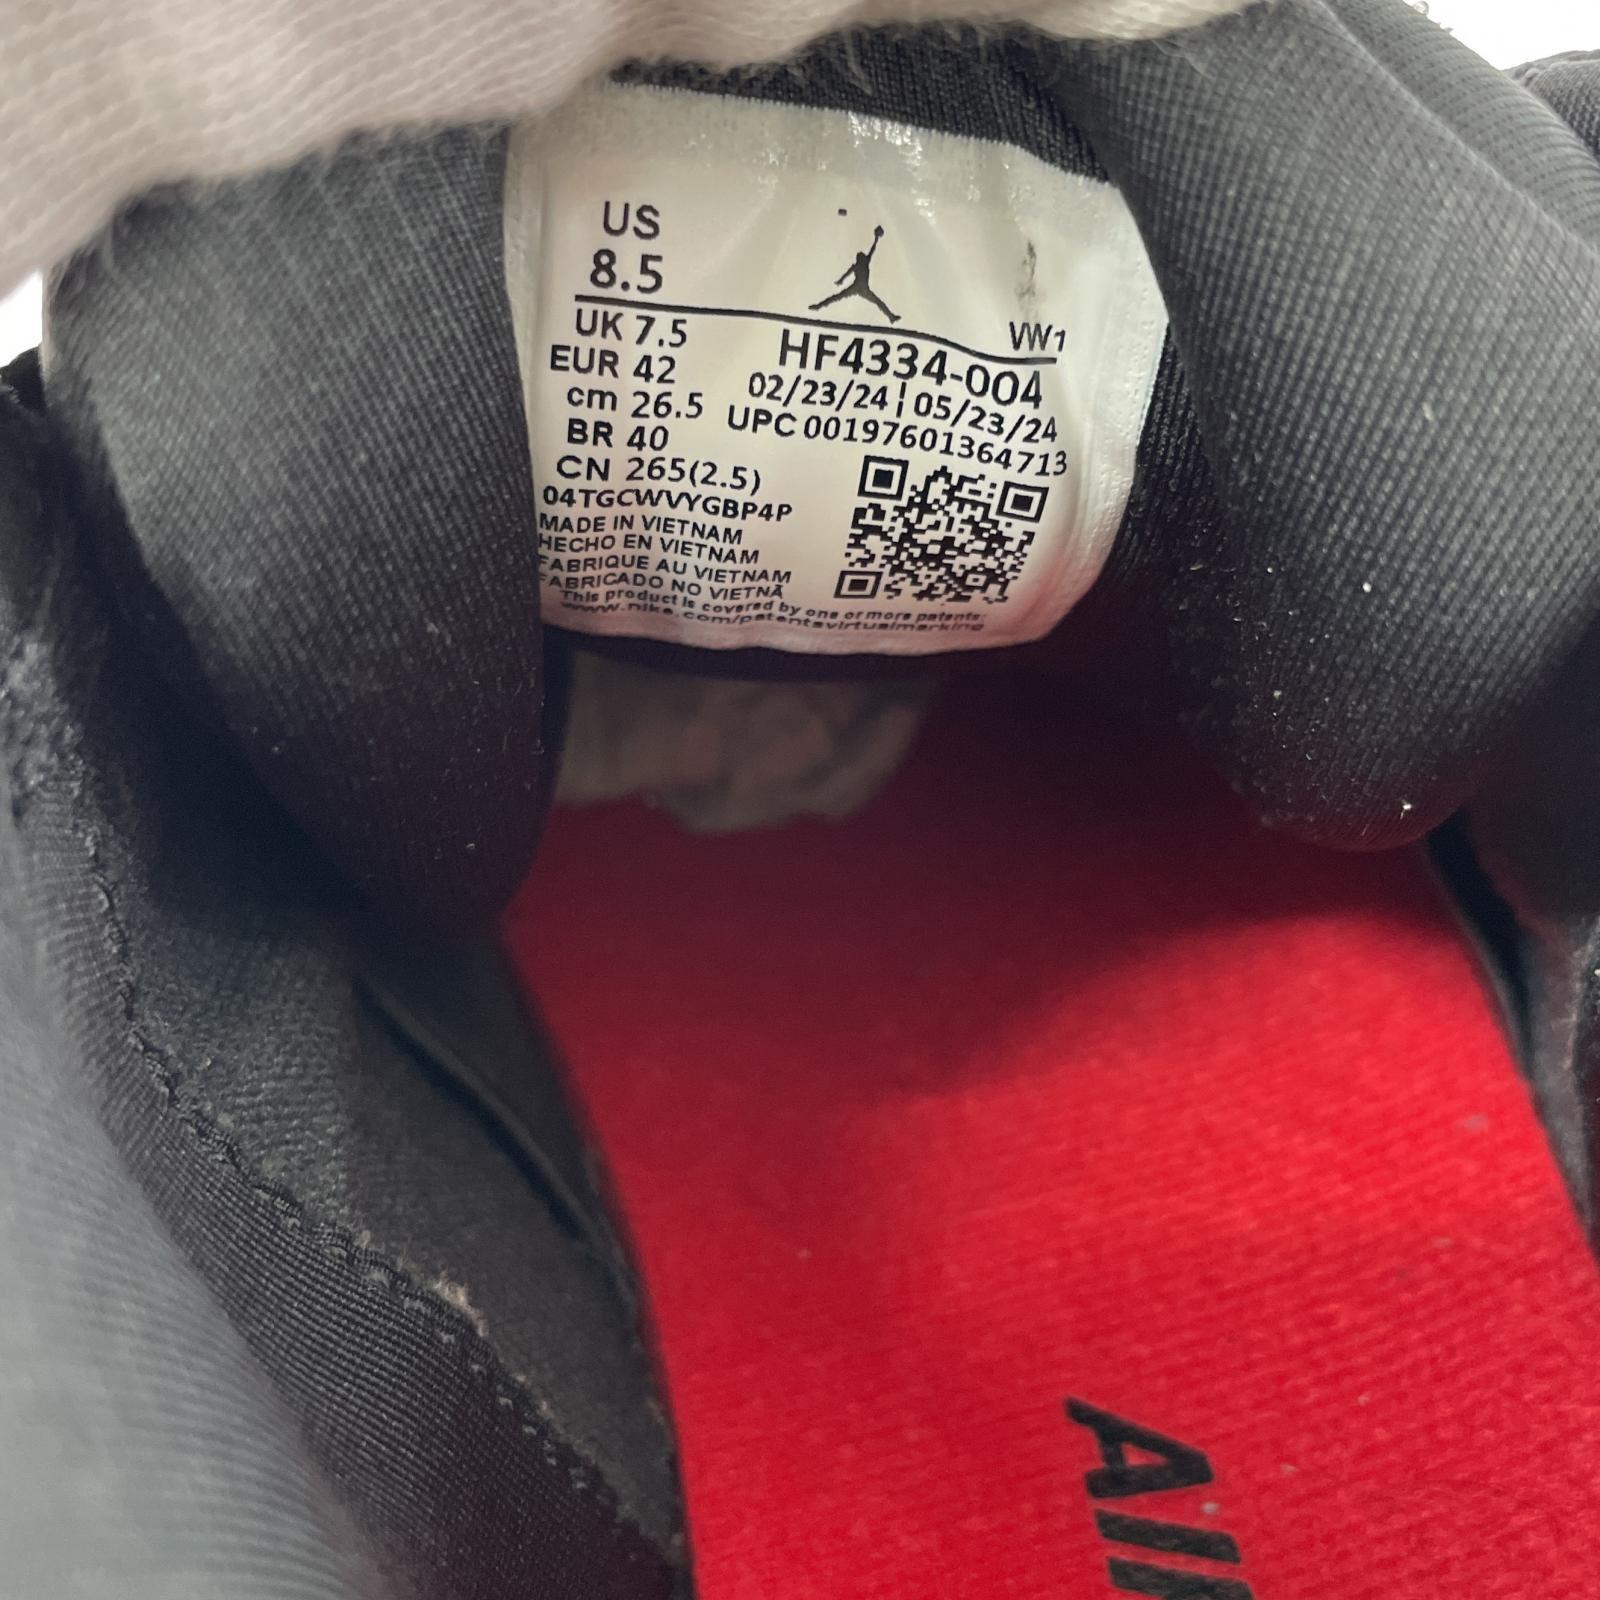 US
8.5
VW1
UK 7.5
HF4334-004
EUR 42
02/23/24 | 05/23/24
cm 26.5
UPC 00197601364713
BR 40
CN 265(2.5)
04TGCWVYGBP4P
MADE IN VIETNAM
HECHO EN VIETNAM
FABRIQUE AU VIETNAM
FABRICADO NO VIETNÃ
This product is covered by one or more patents:
www.nike.com/patentsvirtualmarking
AIR